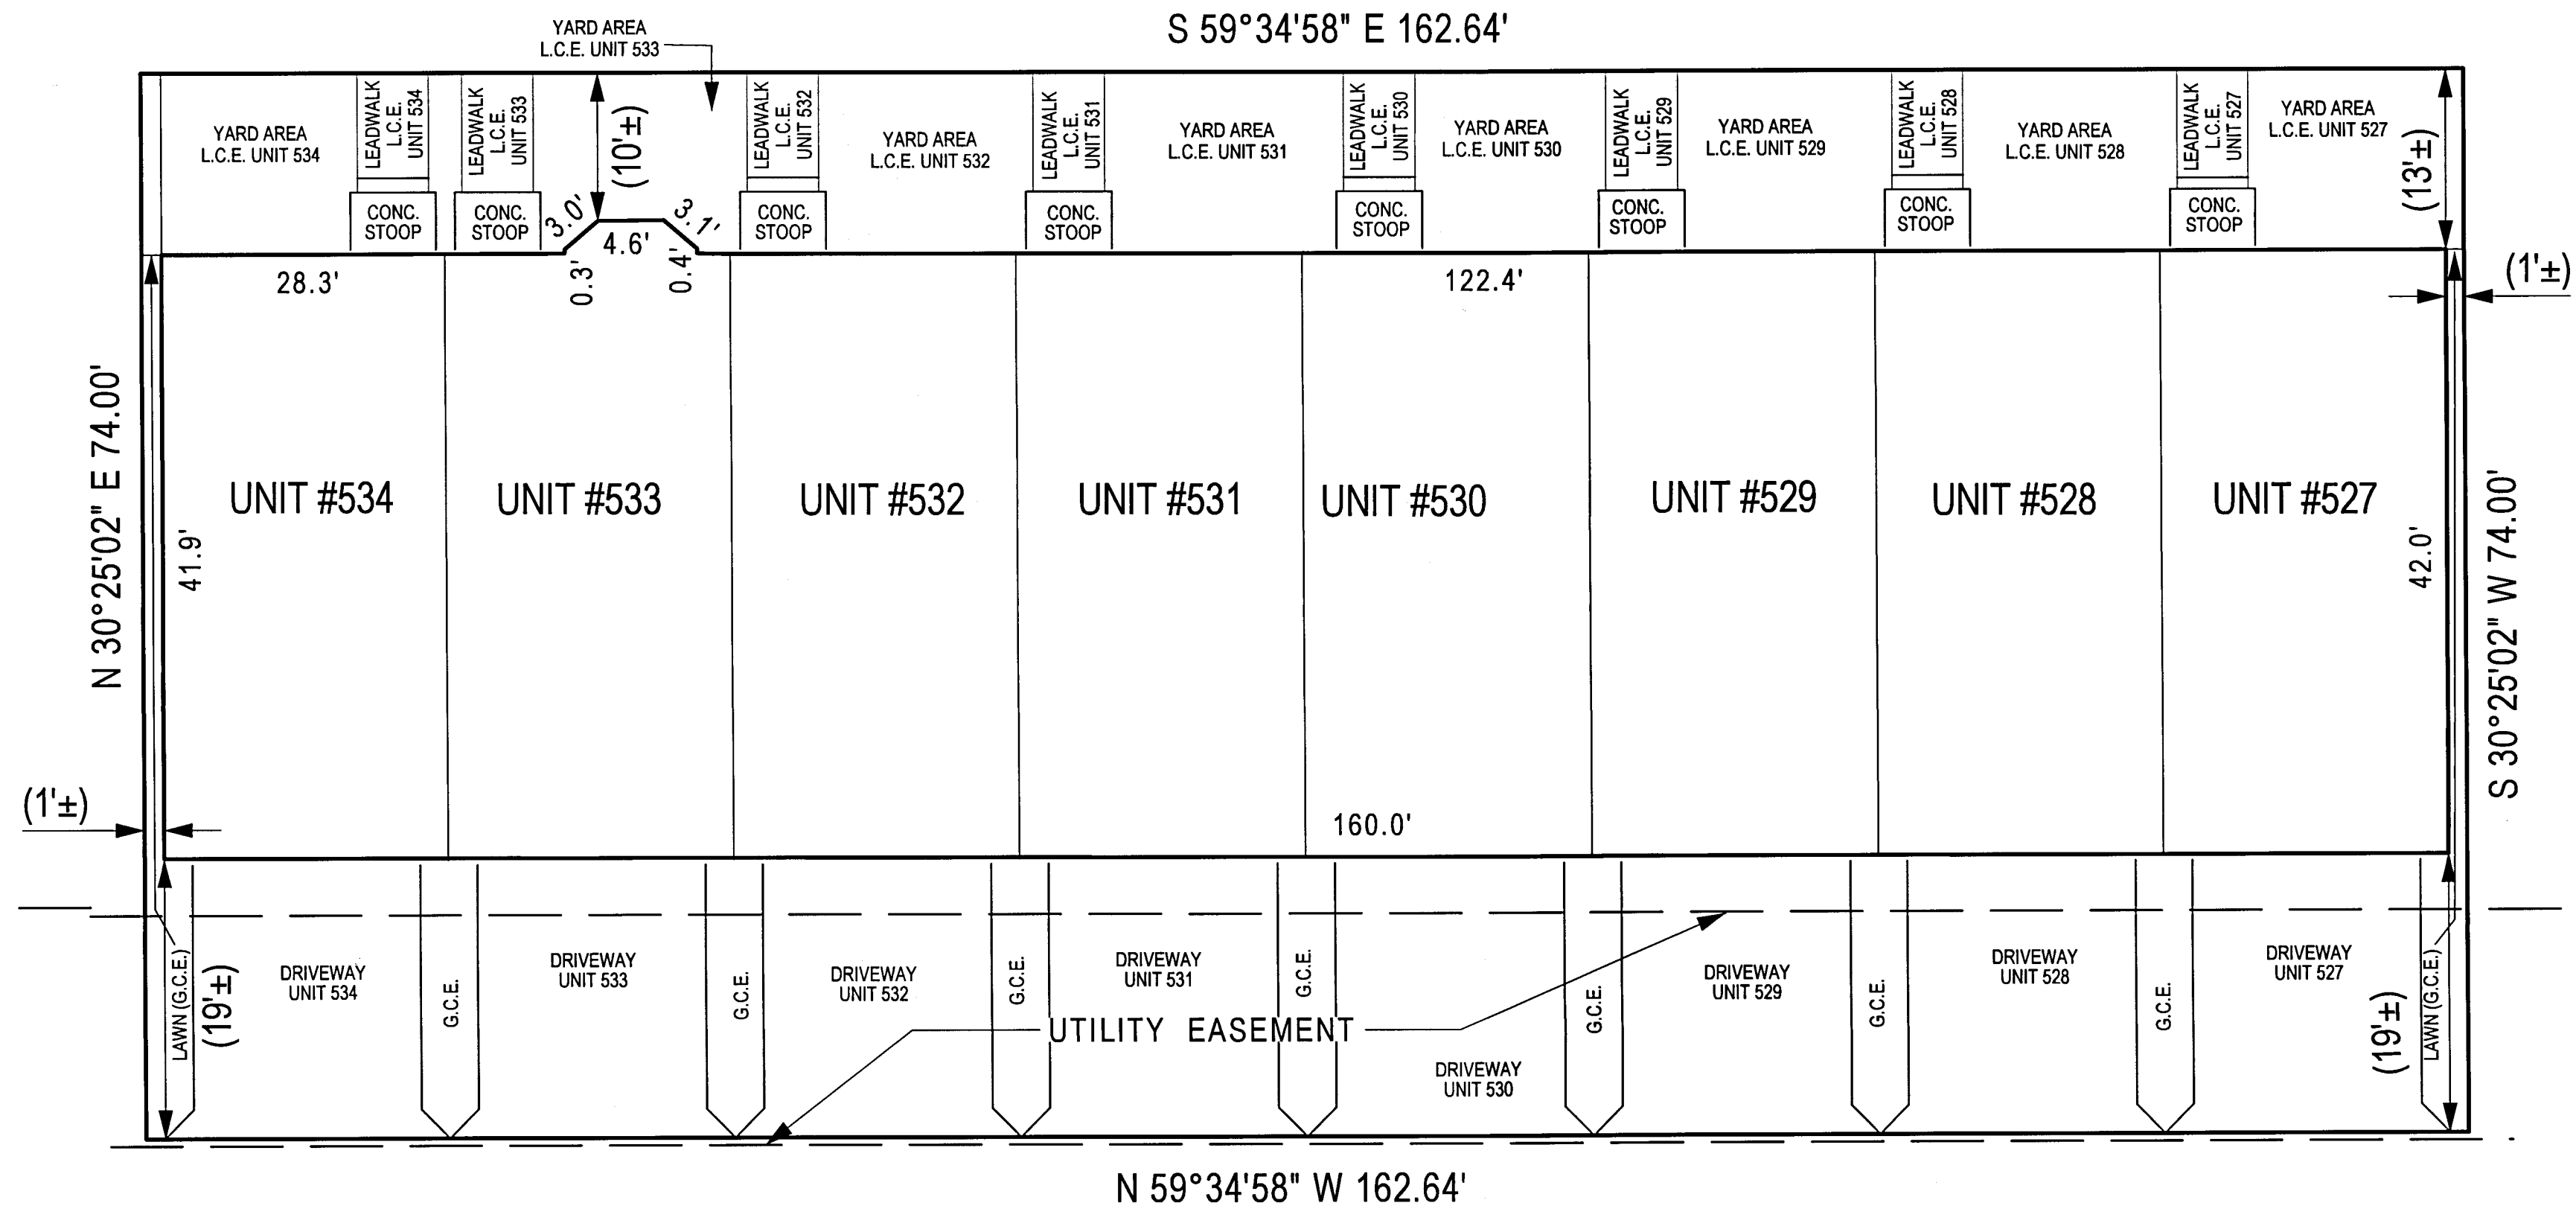 S 59°34'58" E 162.64'
YARD AREA
L.C.E. UNIT 533
YARD AREA
L.C.E. UNIT 534
LEADWALK
L.C.E.
UNIT 534
LEADWALK
L.C.E.
UNIT 533
(10'±)
LEADWALK
L.C.E.
UNIT 532
YARD AREA
L.C.E. UNIT 532
LEADWALK
L.C.E.
UNIT 531
YARD AREA
L.C.E. UNIT 531
LEADWALK
L.C.E.
UNIT 530
YARD AREA
L.C.E. UNIT 530
LEADWALK
L.C.E.
UNIT 529
YARD AREA
L.C.E. UNIT 529
LEADWALK
L.C.E.
UNIT 528
YARD AREA
L.C.E. UNIT 528
LEADWALK
L.C.E.
UNIT 527
YARD AREA
L.C.E. UNIT 527
(13'±)
CONC.
STOOP
CONC.
STOOP
3.0'
4.6'
3.1'
CONC.
STOOP
CONC.
STOOP
CONC.
STOOP
CONC.
STOOP
CONC.
STOOP
CONC.
STOOP
28.3'
0.3'
0.4'
122.4'
(1'±)
N 30°25'02" E 74.00'
41.9'
UNIT #534
UNIT #533
UNIT #532
UNIT #531
UNIT #530
UNIT #529
UNIT #528
UNIT #527
42.0'
S 30°25'02" W 74.00'
(1'±)
160.0'
LAWN (G.C.E.)
(19'±)
DRIVEWAY
UNIT 534
G.C.E.
DRIVEWAY
UNIT 533
G.C.E.
DRIVEWAY
UNIT 532
G.C.E.
DRIVEWAY
UNIT 531
G.C.E.
DRIVEWAY
UNIT 530
G.C.E.
DRIVEWAY
UNIT 529
G.C.E.
DRIVEWAY
UNIT 528
G.C.E.
DRIVEWAY
UNIT 527
(19'±)
LAWN (G.C.E.)
UTILITY EASEMENT
N 59°34'58" W 162.64'